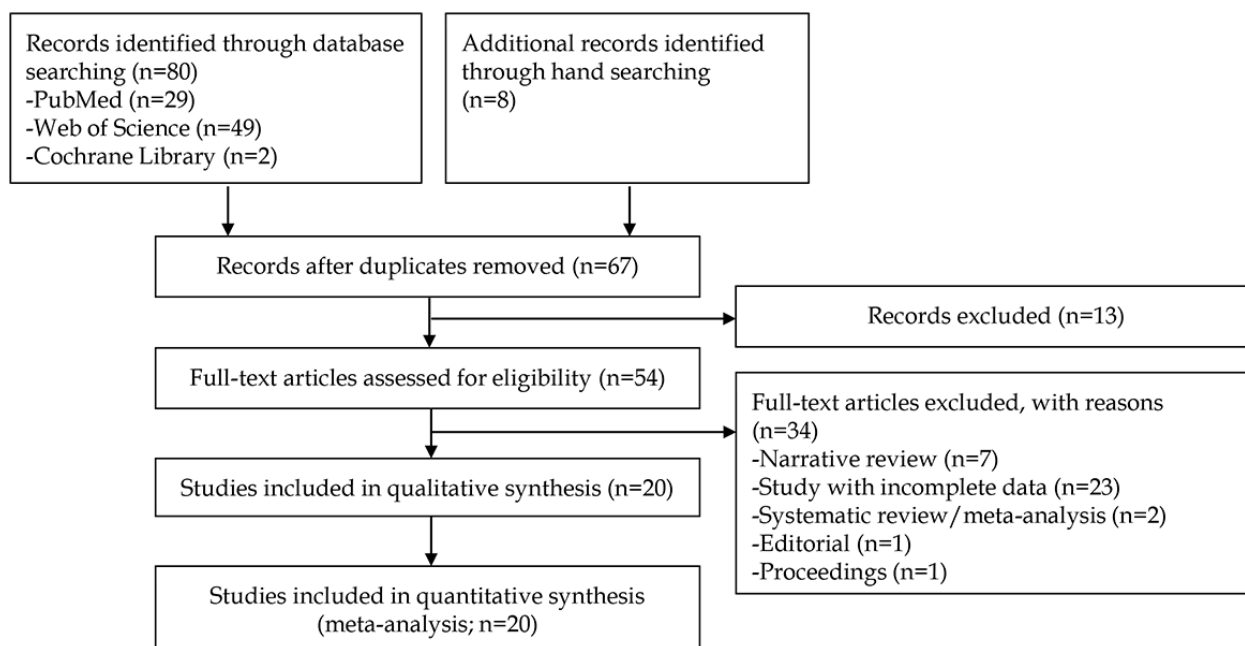 Records identified through database
searching (n=80)
-PubMed (n=29)
-Web of Science (n=49)
-Cochrane Library (n=2)
Additional records identified
through hand searching
(n=8)
Records after duplicates removed (n=67)
Records excluded (n=13)
Full-text articles assessed for eligibility (n=54)
Full-text articles excluded, with reasons
(n=34)
-Narrative review (n=7)
-Study with incomplete data (n=23)
-Systematic review/meta-analysis (n=2)
-Editorial (n=1)
-Proceedings (n=1)
Studies included in qualitative synthesis (n=20)
Studies included in quantitative synthesis
(meta-analysis; n=20)